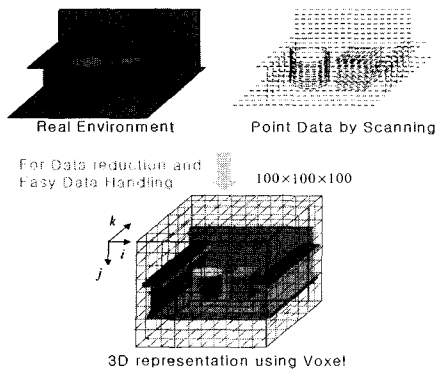 Real Environment
Point Data by Scanning
For Data reduction and
Easy Data Handling
100×100×100
k
i
j
3D representation using Voxel